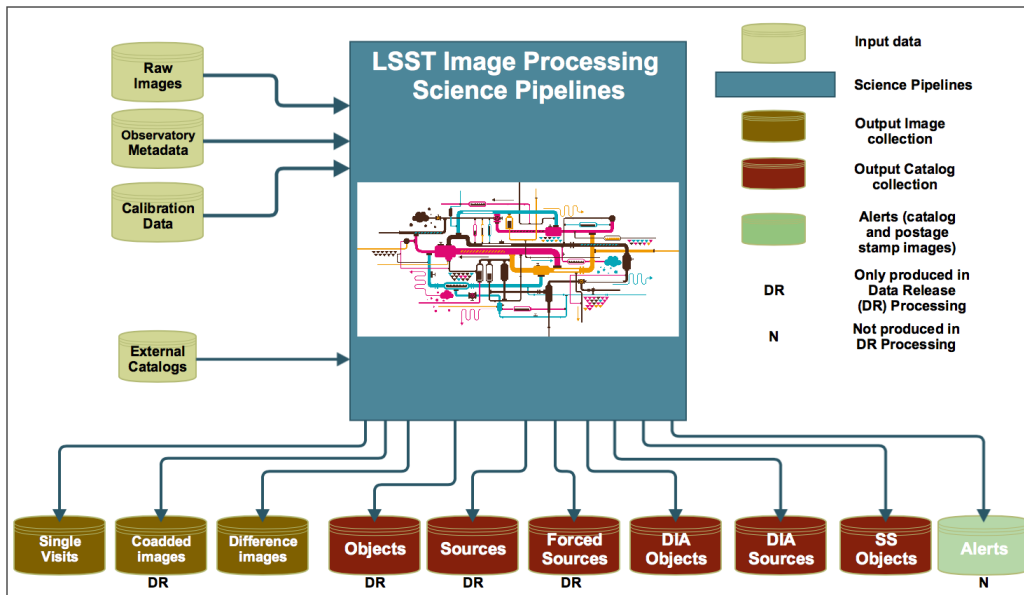 LSST Image Processing
Science Pipelines
Raw
Images
Observatory
Metadata
Calibration
Data
External
Catalogs
Input data
Science Pipelines
Output Image
collection
Output Catalog
collection
Alerts (catalog
and postage
stamp images)
DR
Only produced in
Data Release
(DR) Processing
N
Not produced in
DR Processing
Single
Visits
Coadded
images
DR
Difference
images
Objects
DR
Sources
DR
Forced
Sources
DR
DIA
Objects
DIA
Sources
SS
Objects
Alerts
N